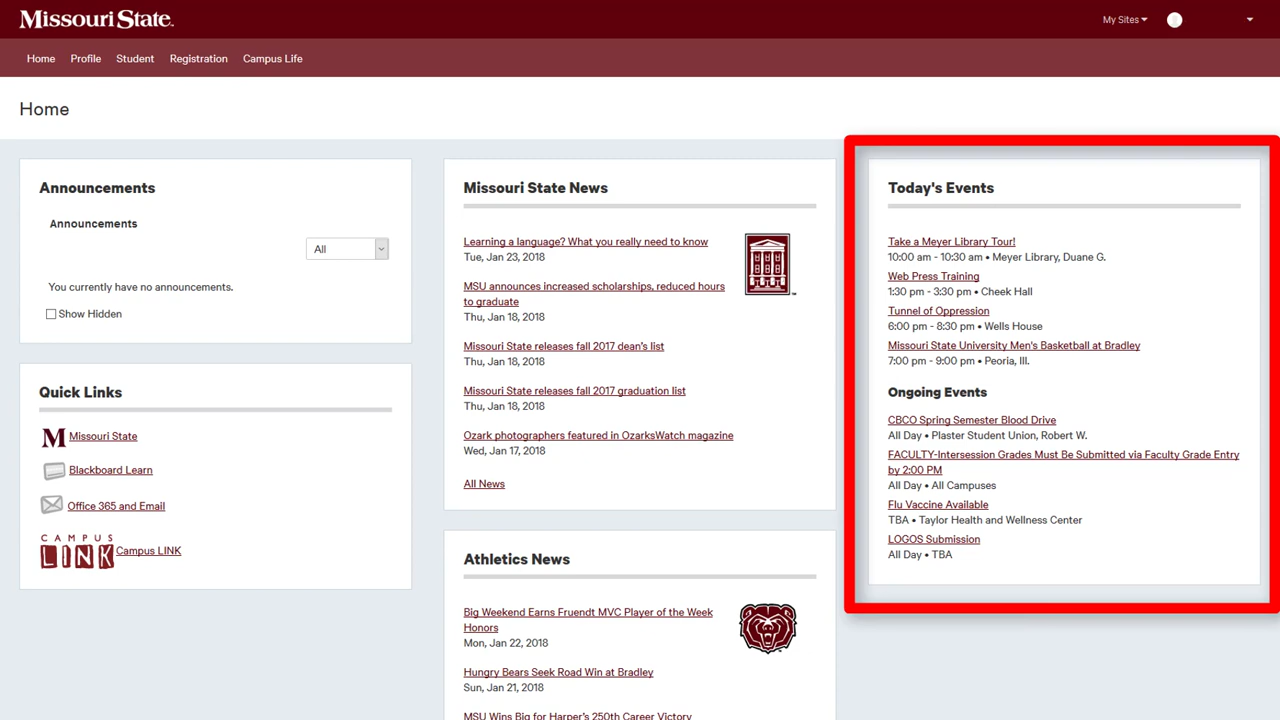 Missouri State
My Sites
Home
Profile
Student
Registration
Campus Life
Home
Announcements
Announcements
All
You currently have no announcements.
Show Hidden
Quick Links
M Missouri State
Blackboard Learn
Office 365 and Email
CAMPUS
LINK
Campus LINK
Missouri State News
Learning a language? What you really need to know
Tue, Jan 23, 2018
MSU announces increased scholarships, reduced hours
to graduate
Thu, Jan 18, 2018
Missouri State releases fall 2017 dean's list
Thu, Jan 18, 2018
Missouri State releases fall 2017 graduation list
Thu, Jan 18, 2018
Ozark photographers featured in OzarksWatch magazine
Wed, Jan 17, 2018
All News
Athletics News
Big Weekend Earns Fruendt MVC Player of the Week
Honors
Mon, Jan 22, 2018
Hungry Bears Seek Road Win at Bradley
Sun, Jan 21, 2018
MSU Wins Big for Harper's 250th Career Victory
Today's Events
Take a Meyer Library Tour!
10:00 am - 10:30 am • Meyer Library, Duane G.
Web Press Training
1:30 pm - 3:30 pm • Cheek Hall
Tunnel of Oppression
6:00 pm - 8:30 pm • Wells House
Missouri State University Men's Basketball at Bradley
7:00 pm - 9:00 pm • Peoria, Ill.
Ongoing Events
CBCO Spring Semester Blood Drive
All Day • Plaster Student Union, Robert W.
FACULTY-Intersession Grades Must Be Submitted via Faculty Grade Entry
by 2:00 PM
All Day • All Campuses
Flu Vaccine Available
TBA • Taylor Health and Wellness Center
LOGOS Submission
All Day • TBA